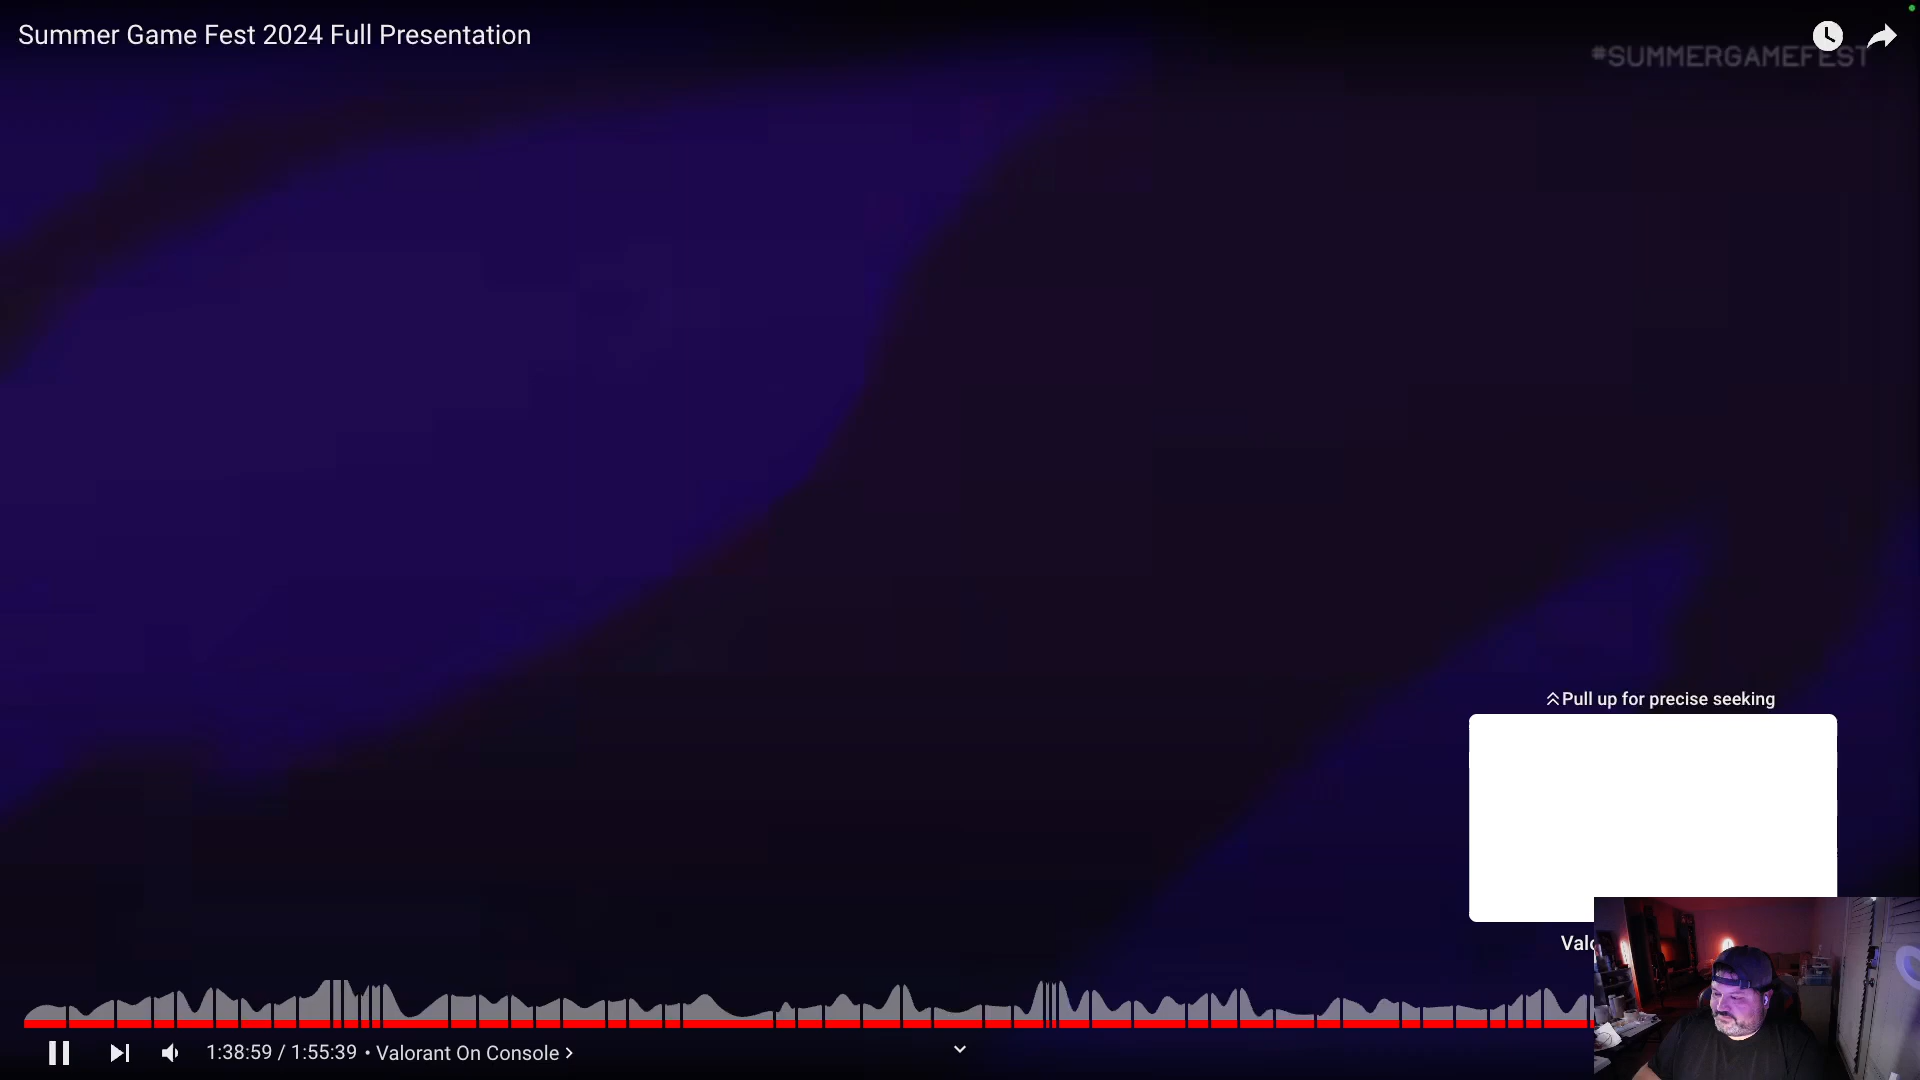 Summer Game Fest 2024 Full Presentation
#SUMMERGAMEFEST
Pull up for precise seeking
1:38:59 / 1:55:39 • Valorant On Console